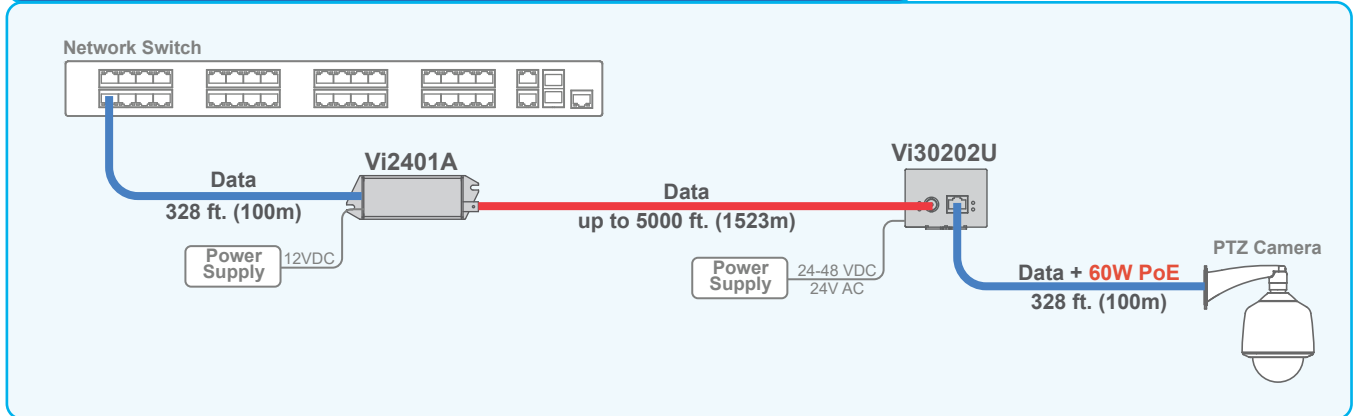 Network Switch
Vi2401A
Vi30202U
Data
328 ft. (100m)
Data
up to 5000 ft. (1523m)
Power
Supply
12VDC
Power
Supply
24-48 VDC
24V AC
PTZ Camera
Data + 60W PoE
328 ft. (100m)